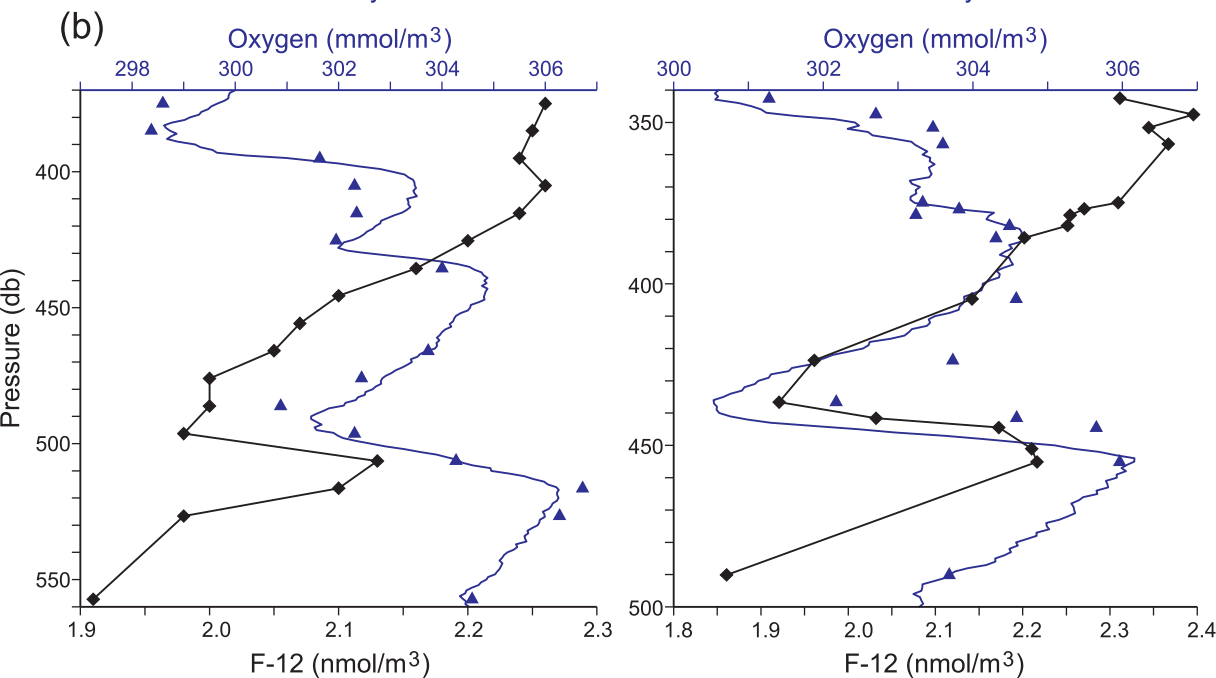 (b)
Oxygen (mmol/m³)
298 300 302 304 306
400
450
500
550
Pressure (db)
1.9 2.0 2.1 2.2 2.3
F-12 (nmol/m³)
Oxygen (mmol/m³)
300 302 304 306
350
400
450
500
1.8 1.9 2.0 2.1 2.2 2.3 2.4
F-12 (nmol/m³)